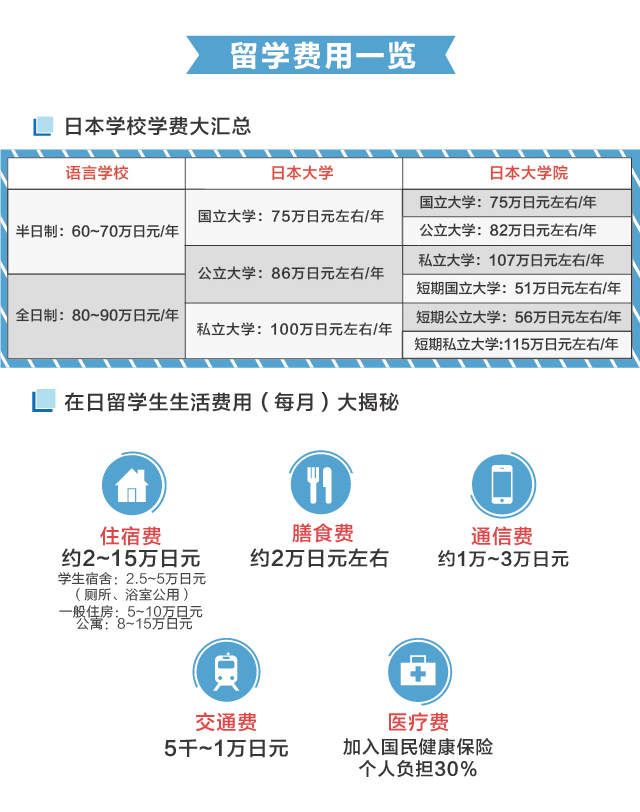 留学费用一览
日本学校学费大汇总
语言学校
日本大学
日本大学院
半日制：60~70万日元/年
全日制：80~90万日元/年
国立大学：75万日元左右/年
公立大学：86万日元左右/年
私立大学：100万日元左右/年
国立大学：75万日元左右/年
公立大学：82万日元左右/年
私立大学：107万日元左右/年
短期国立大学：51万日元左右/年
短期公立大学：56万日元左右/年
短期私立大学:115万日元左右/年
在日留学生生活费用（每月）大揭秘
住宿费
约2~15万日元
学生宿舍：2.5~5万日元
（厕所、浴室公用）
一般住房：5~10万日元
公寓：8~15万日元
膳食费
约2万日元左右
通信费
约1万~3万日元
交通费
5千~1万日元
医疗费
加入国民健康保险
个人负担30%